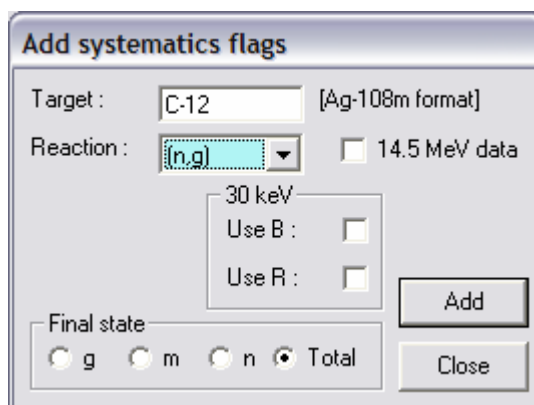 Add systematics flags
Target : C-12 [Ag-108m format]
Reaction : (n,g) 14.5 MeV data
30 keV
Use B :
Use R :
Add
Final state
g m n Total
Close